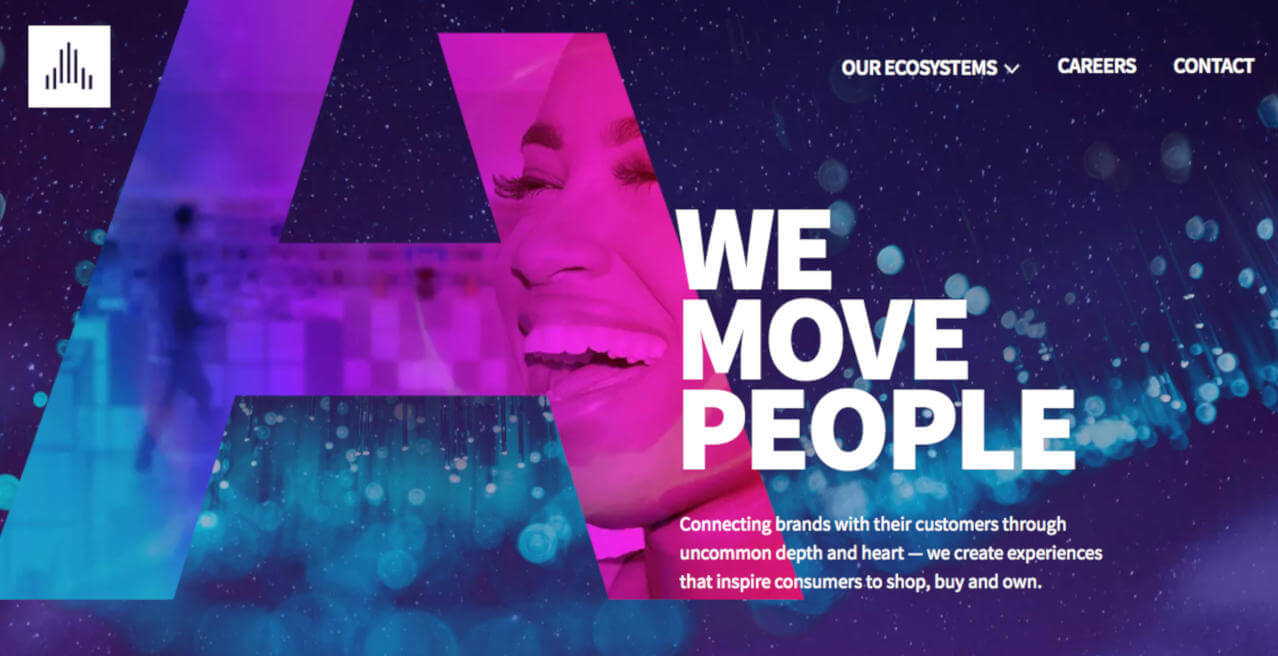 OUR ECOSYSTEMS
CAREERS
CONTACT
WE
MOVE
PEOPLE
Connecting brands with their customers through
uncommon depth and heart — we create experiences
that inspire consumers to shop, buy and own.